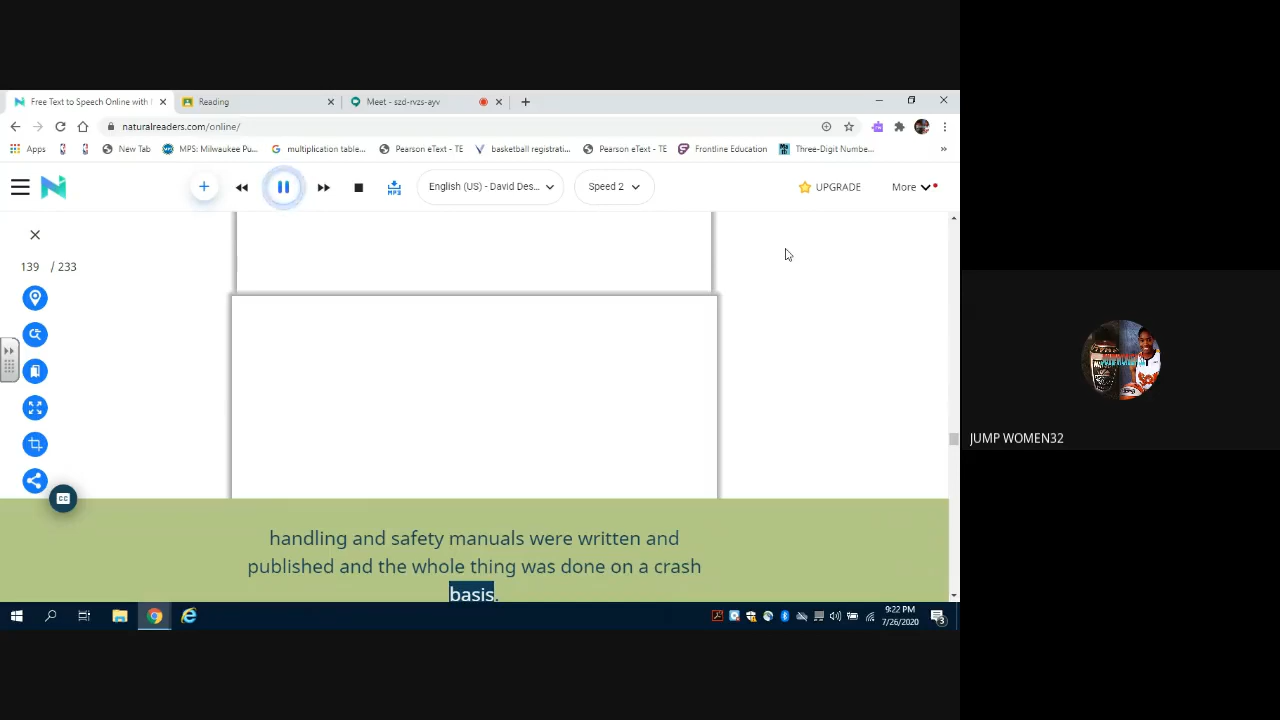 Free Text to Speech Online with
Reading
Meet - szd-rvzs-ayv
naturalreaders.com/online/
Apps
New Tab
MPS: Milwaukee Pu...
multiplication table...
Pearson eText - TE
basketball registrati...
Pearson eText - TE
Frontline Education
Three-Digit Numbe...
MP3
English (US) - David Des...
Speed 2
UPGRADE
More
139 / 233
JUMP WOMEN32
CC
handling and safety manuals were written and
published and the whole thing was done on a crash
basis.
9:22 PM
7/26/2020
3